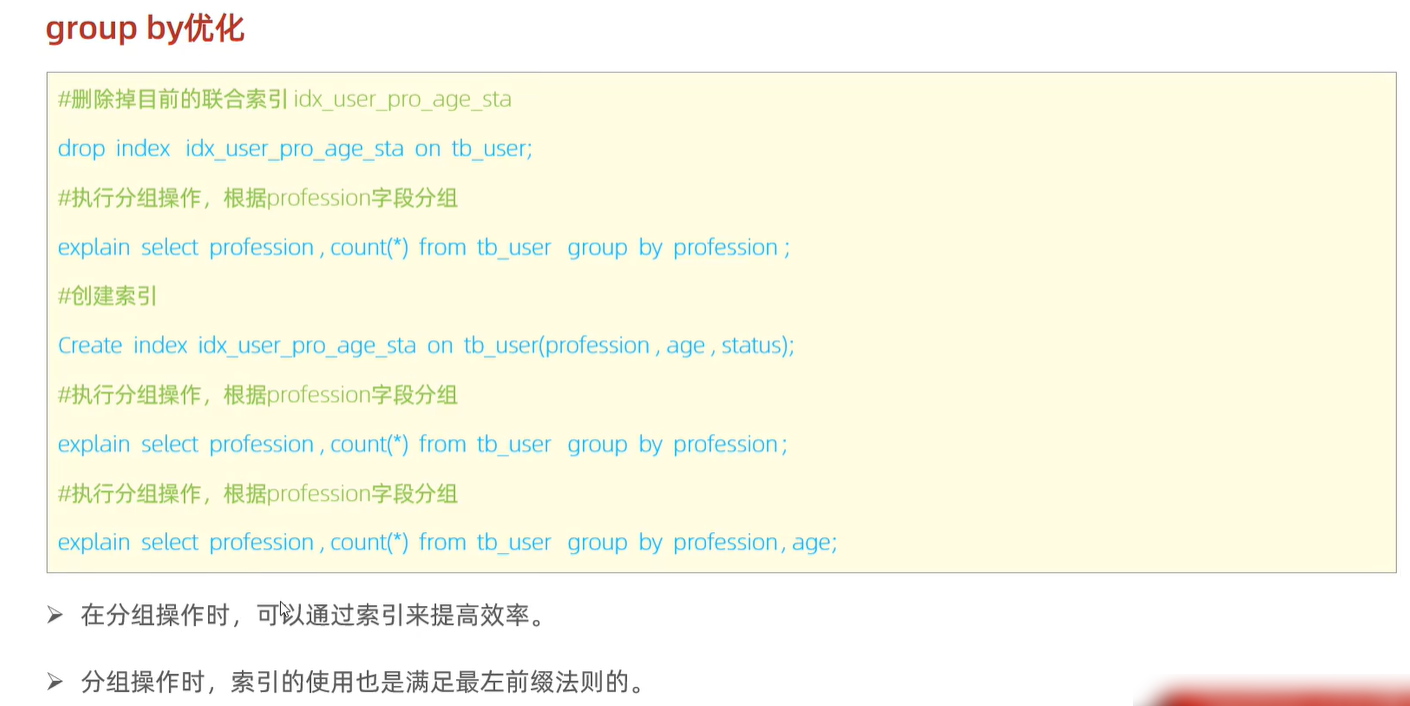 group by优化
#删除掉目前的联合索引 idx_user_pro_age_sta
drop index idx_user_pro_age_sta on tb_user;
#执行分组操作，根据profession字段分组
explain select profession , count(*) from tb_user group by profession ;
#创建索引
Create index idx_user_pro_age_sta on tb_user(profession , age , status);
#执行分组操作，根据profession字段分组
explain select profession , count(*) from tb_user group by profession ;
#执行分组操作，根据profession字段分组
explain select profession , count(*) from tb_user group by profession , age;
➢ 在分组操作时，可以通过索引来提高效率。
➢ 分组操作时，索引的使用也是满足最左前缀法则的。